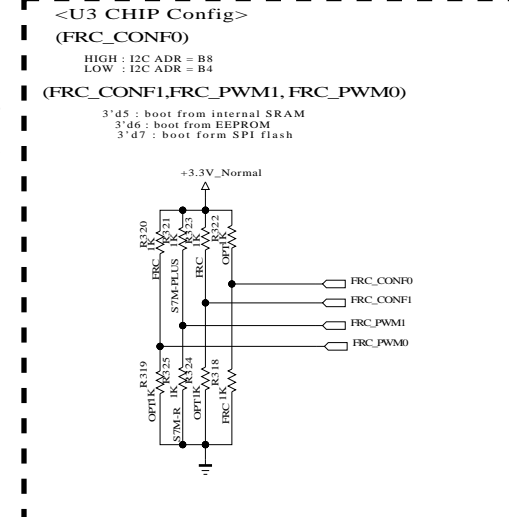 <U3 CHIP Config>
(FRC_CONF0)
HIGH : I2C ADR = B8
LOW : I2C ADR = B4
(FRC_CONF1,FRC_PWM1, FRC_PWM0)
3'd5 : boot from internal SRAM
3'd6 : boot from EEPROM
3'd7 : boot form SPI flash
+3.3V_Normal
R320
1K
FRC
R321
1K
S7M-PLUS
R323
1K
FRC
R322
1K
OPT
FRC_CONF0
FRC_CONF1
FRC_PWM1
FRC_PWM0
R319
1K
OPT
R325
1K
S7M-R
R324
1K
OPT
R318
1K
FRC